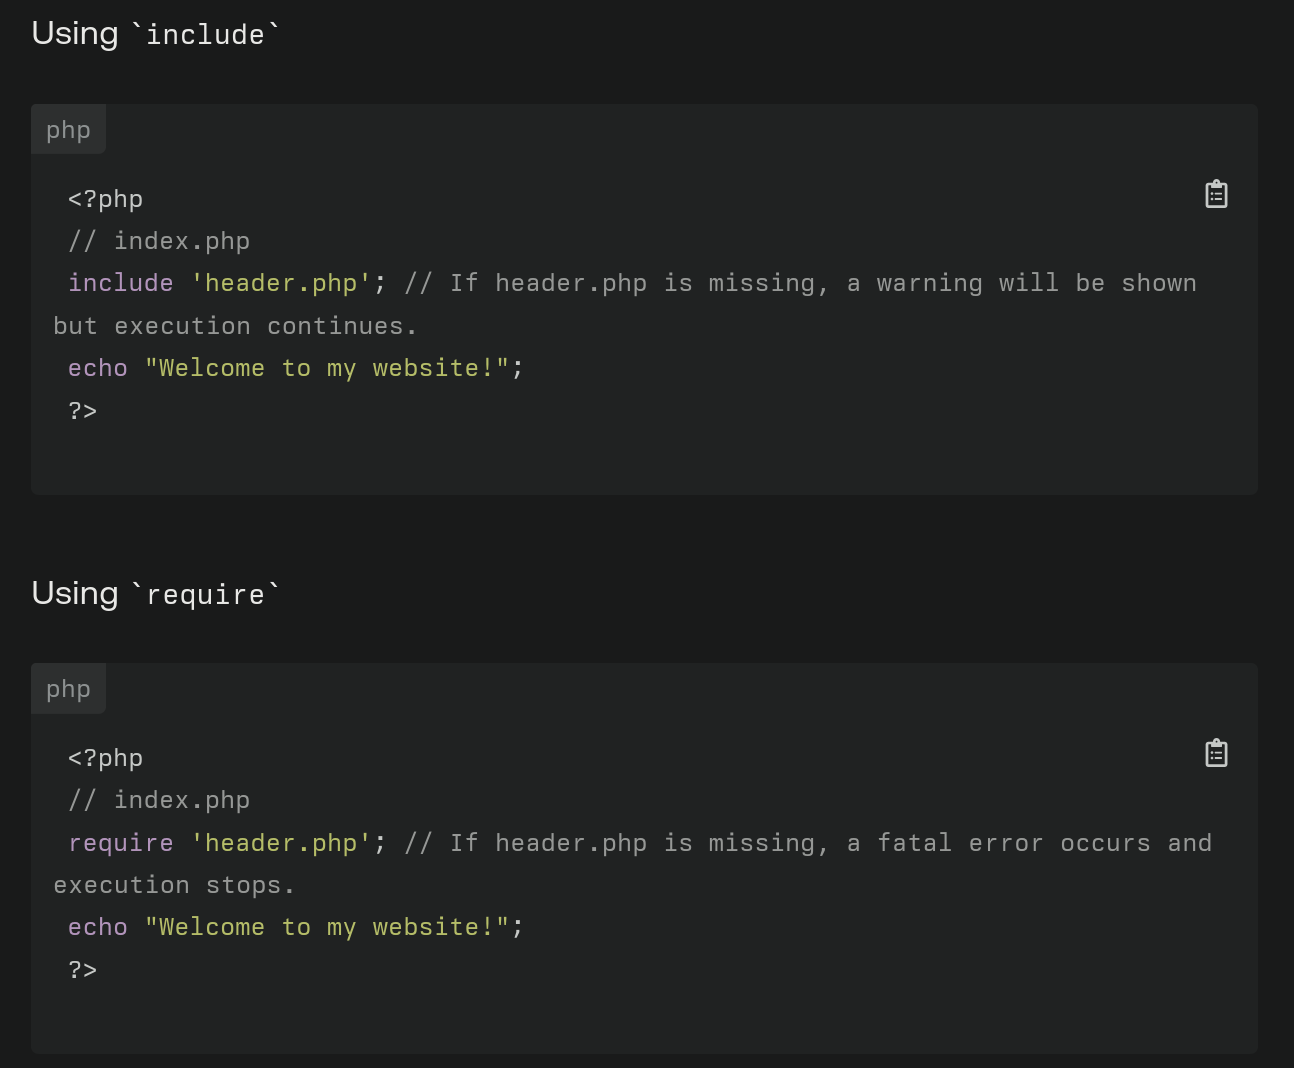 Using `include`
php
<?php
// index.php
include 'header.php'; // If header.php is missing, a warning will be shown
but execution continues.
echo "Welcome to my website!";
?>
Using `require`
php
<?php
// index.php
require 'header.php'; // If header.php is missing, a fatal error occurs and
execution stops.
echo "Welcome to my website!";
?>